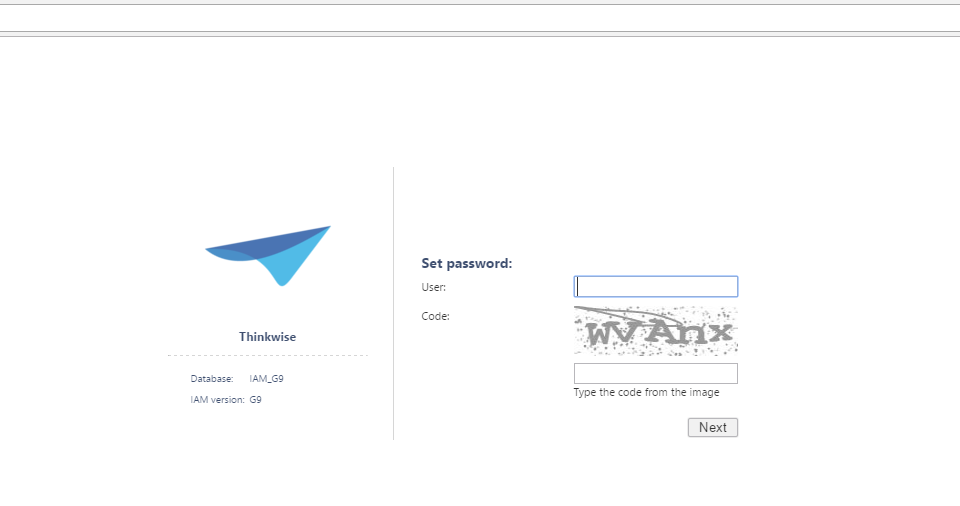 Thinkwise
Database: IAM_G9
IAM version: G9
Set password:
User:
Code:
WVAnx
Type the code from the image
Next